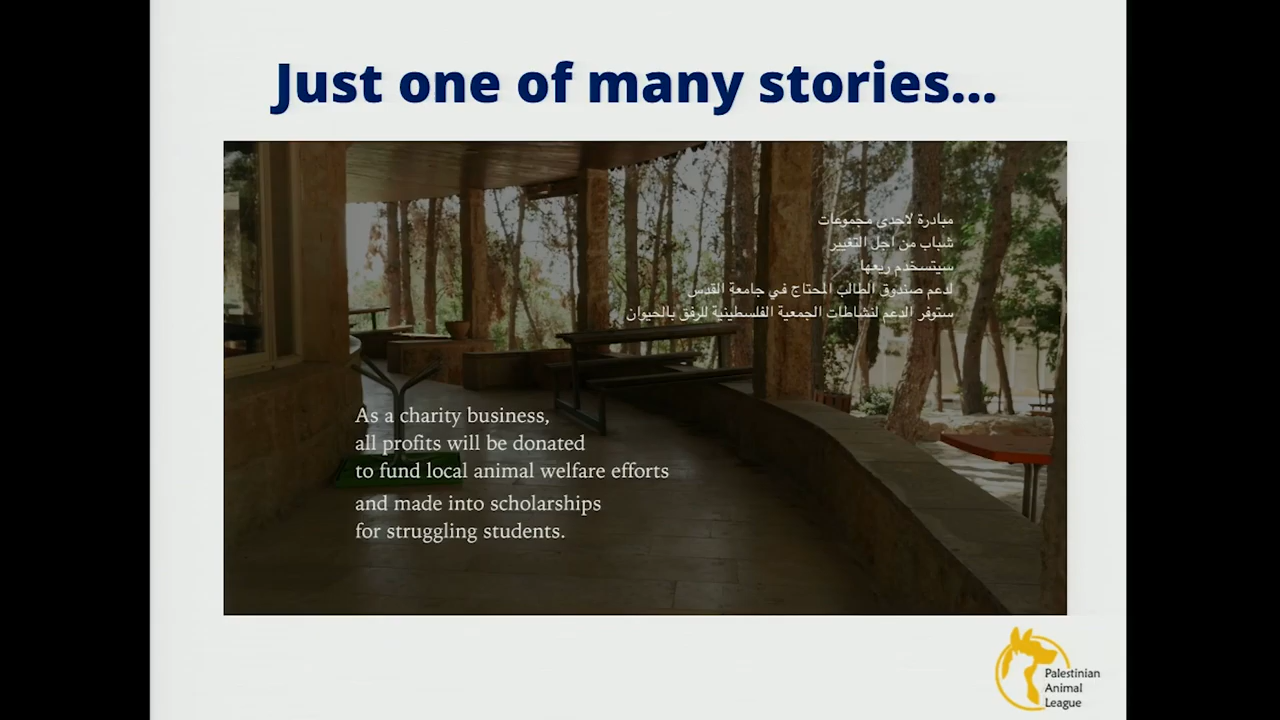 Just one of many stories...
مبادرة لاحدى مجموعات
شباب من اجل التغيير
سيتسخدم ريعها
لدعم صندوق الطالب المحتاج في جامعة القدس
ستوفر الدعم لنشاطات الجمعية الفلسطينية للرفق بالحيوان
As a charity business,
all profits will be donated
to fund local animal welfare efforts
and made into scholarships
for struggling students.
Palestinian
Animal
League